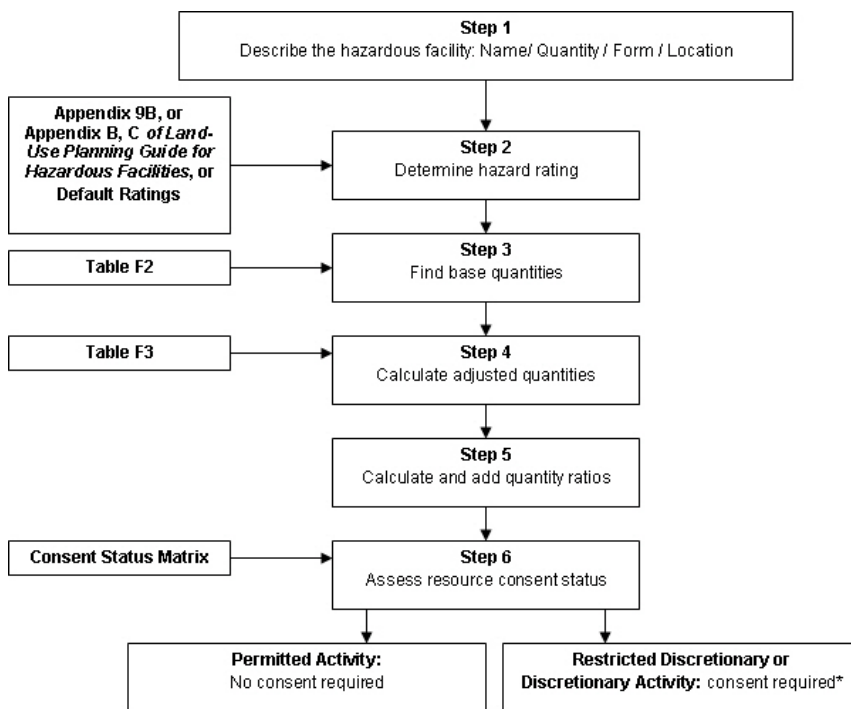 Step 1
Describe the hazardous facility: Name/ Quantity / Form / Location
Appendix 9B, or
Appendix B, C of Land-
Use Planning Guide for
Hazardous Facilities, or
Default Ratings
Step 2
Determine hazard rating
Table F2
Step 3
Find base quantities
Table F3
Step 4
Calculate adjusted quantities
Step 5
Calculate and add quantity ratios
Consent Status Matrix
Step 6
Assess resource consent status
Permitted Activity:
No consent required
Restricted Discretionary or
Discretionary Activity: consent required*